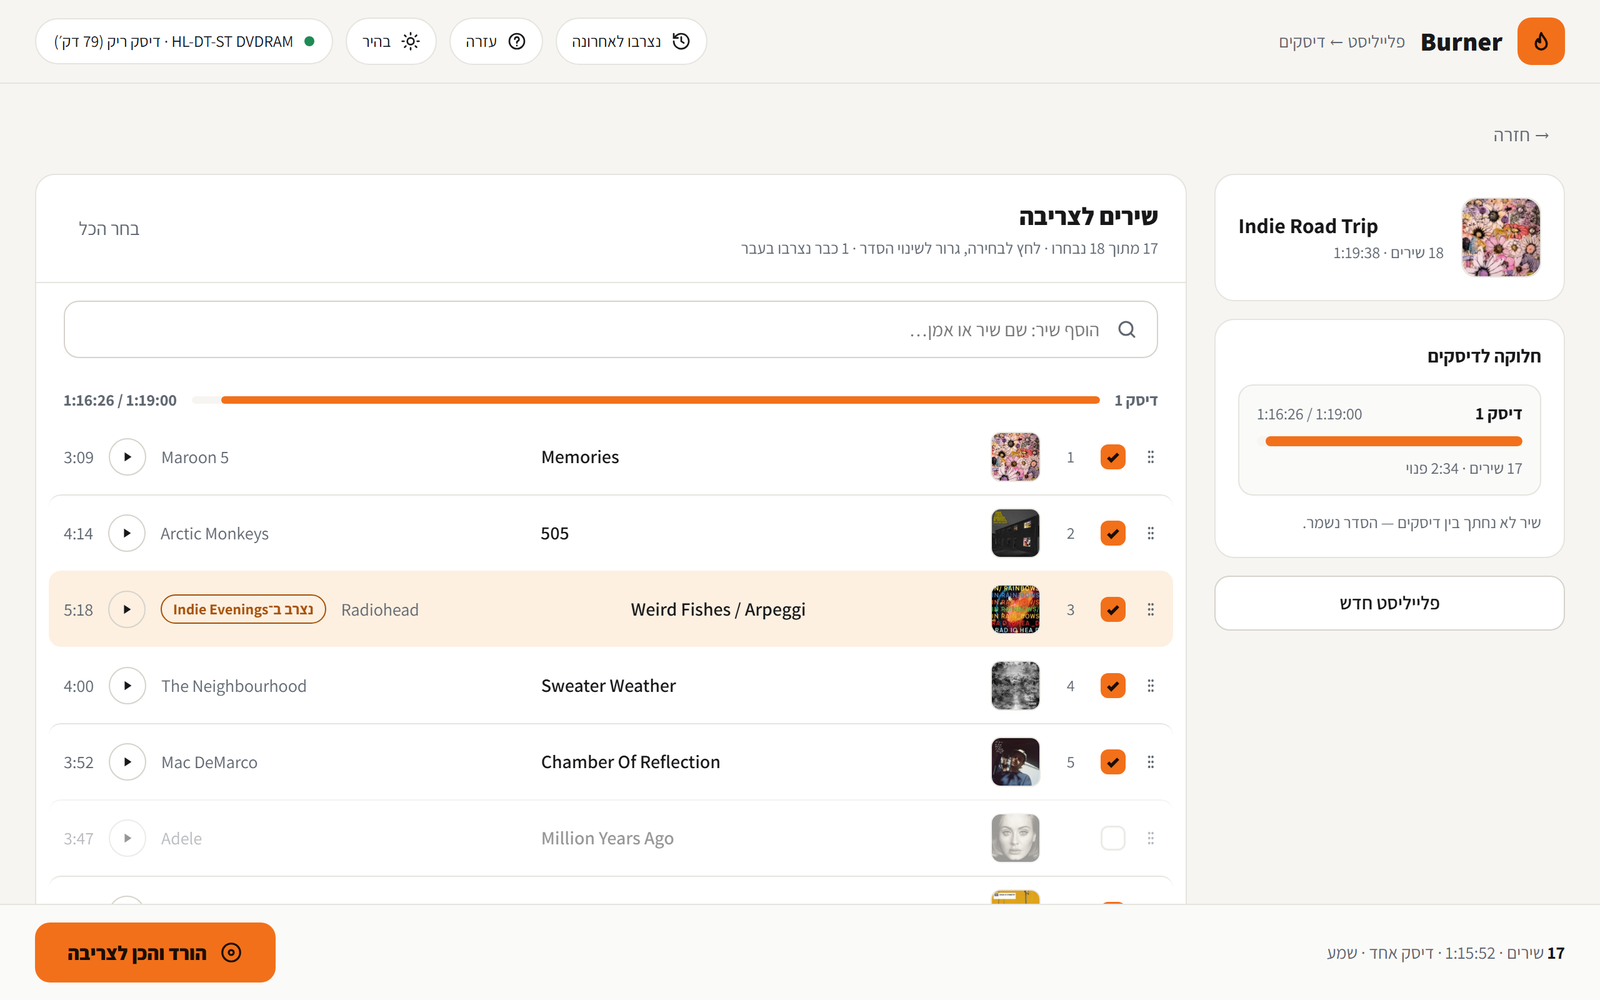 Burner
פלייליסט ← דיסקים
נצרבו לאחרונה
עזרה
בהיר
HL-DT-ST DVDRAM · דיסק ריק (79 דק׳)
→ חזרה
Indie Road Trip
18 שירים · 1:19:38
חלוקה לדיסקים
דיסק 1
1:16:26 / 1:19:00
17 שירים · 2:34 פנוי
שיר לא נחתך בין דיסקים — הסדר נשמר.
פלייליסט חדש
שירים לצריבה
17 מתוך 18 נבחרו · לחץ לבחירה, גרור לשינוי הסדר · 1 כבר נצרבו בעבר
בחר הכל
הוסף שיר: שם שיר או אמן…
דיסק 1
1:16:26 / 1:19:00
1 Memories Maroon 5 3:09
2 505 Arctic Monkeys 4:14
3 Weird Fishes / Arpeggi Radiohead נצרב ב־Indie Evenings 5:18
4 Sweater Weather The Neighbourhood 4:00
5 Chamber Of Reflection Mac DeMarco 3:52
Million Years Ago Adele 3:47
17 שירים · 1:15:52 · דיסק אחד · שמע
הורד והכן לצריבה